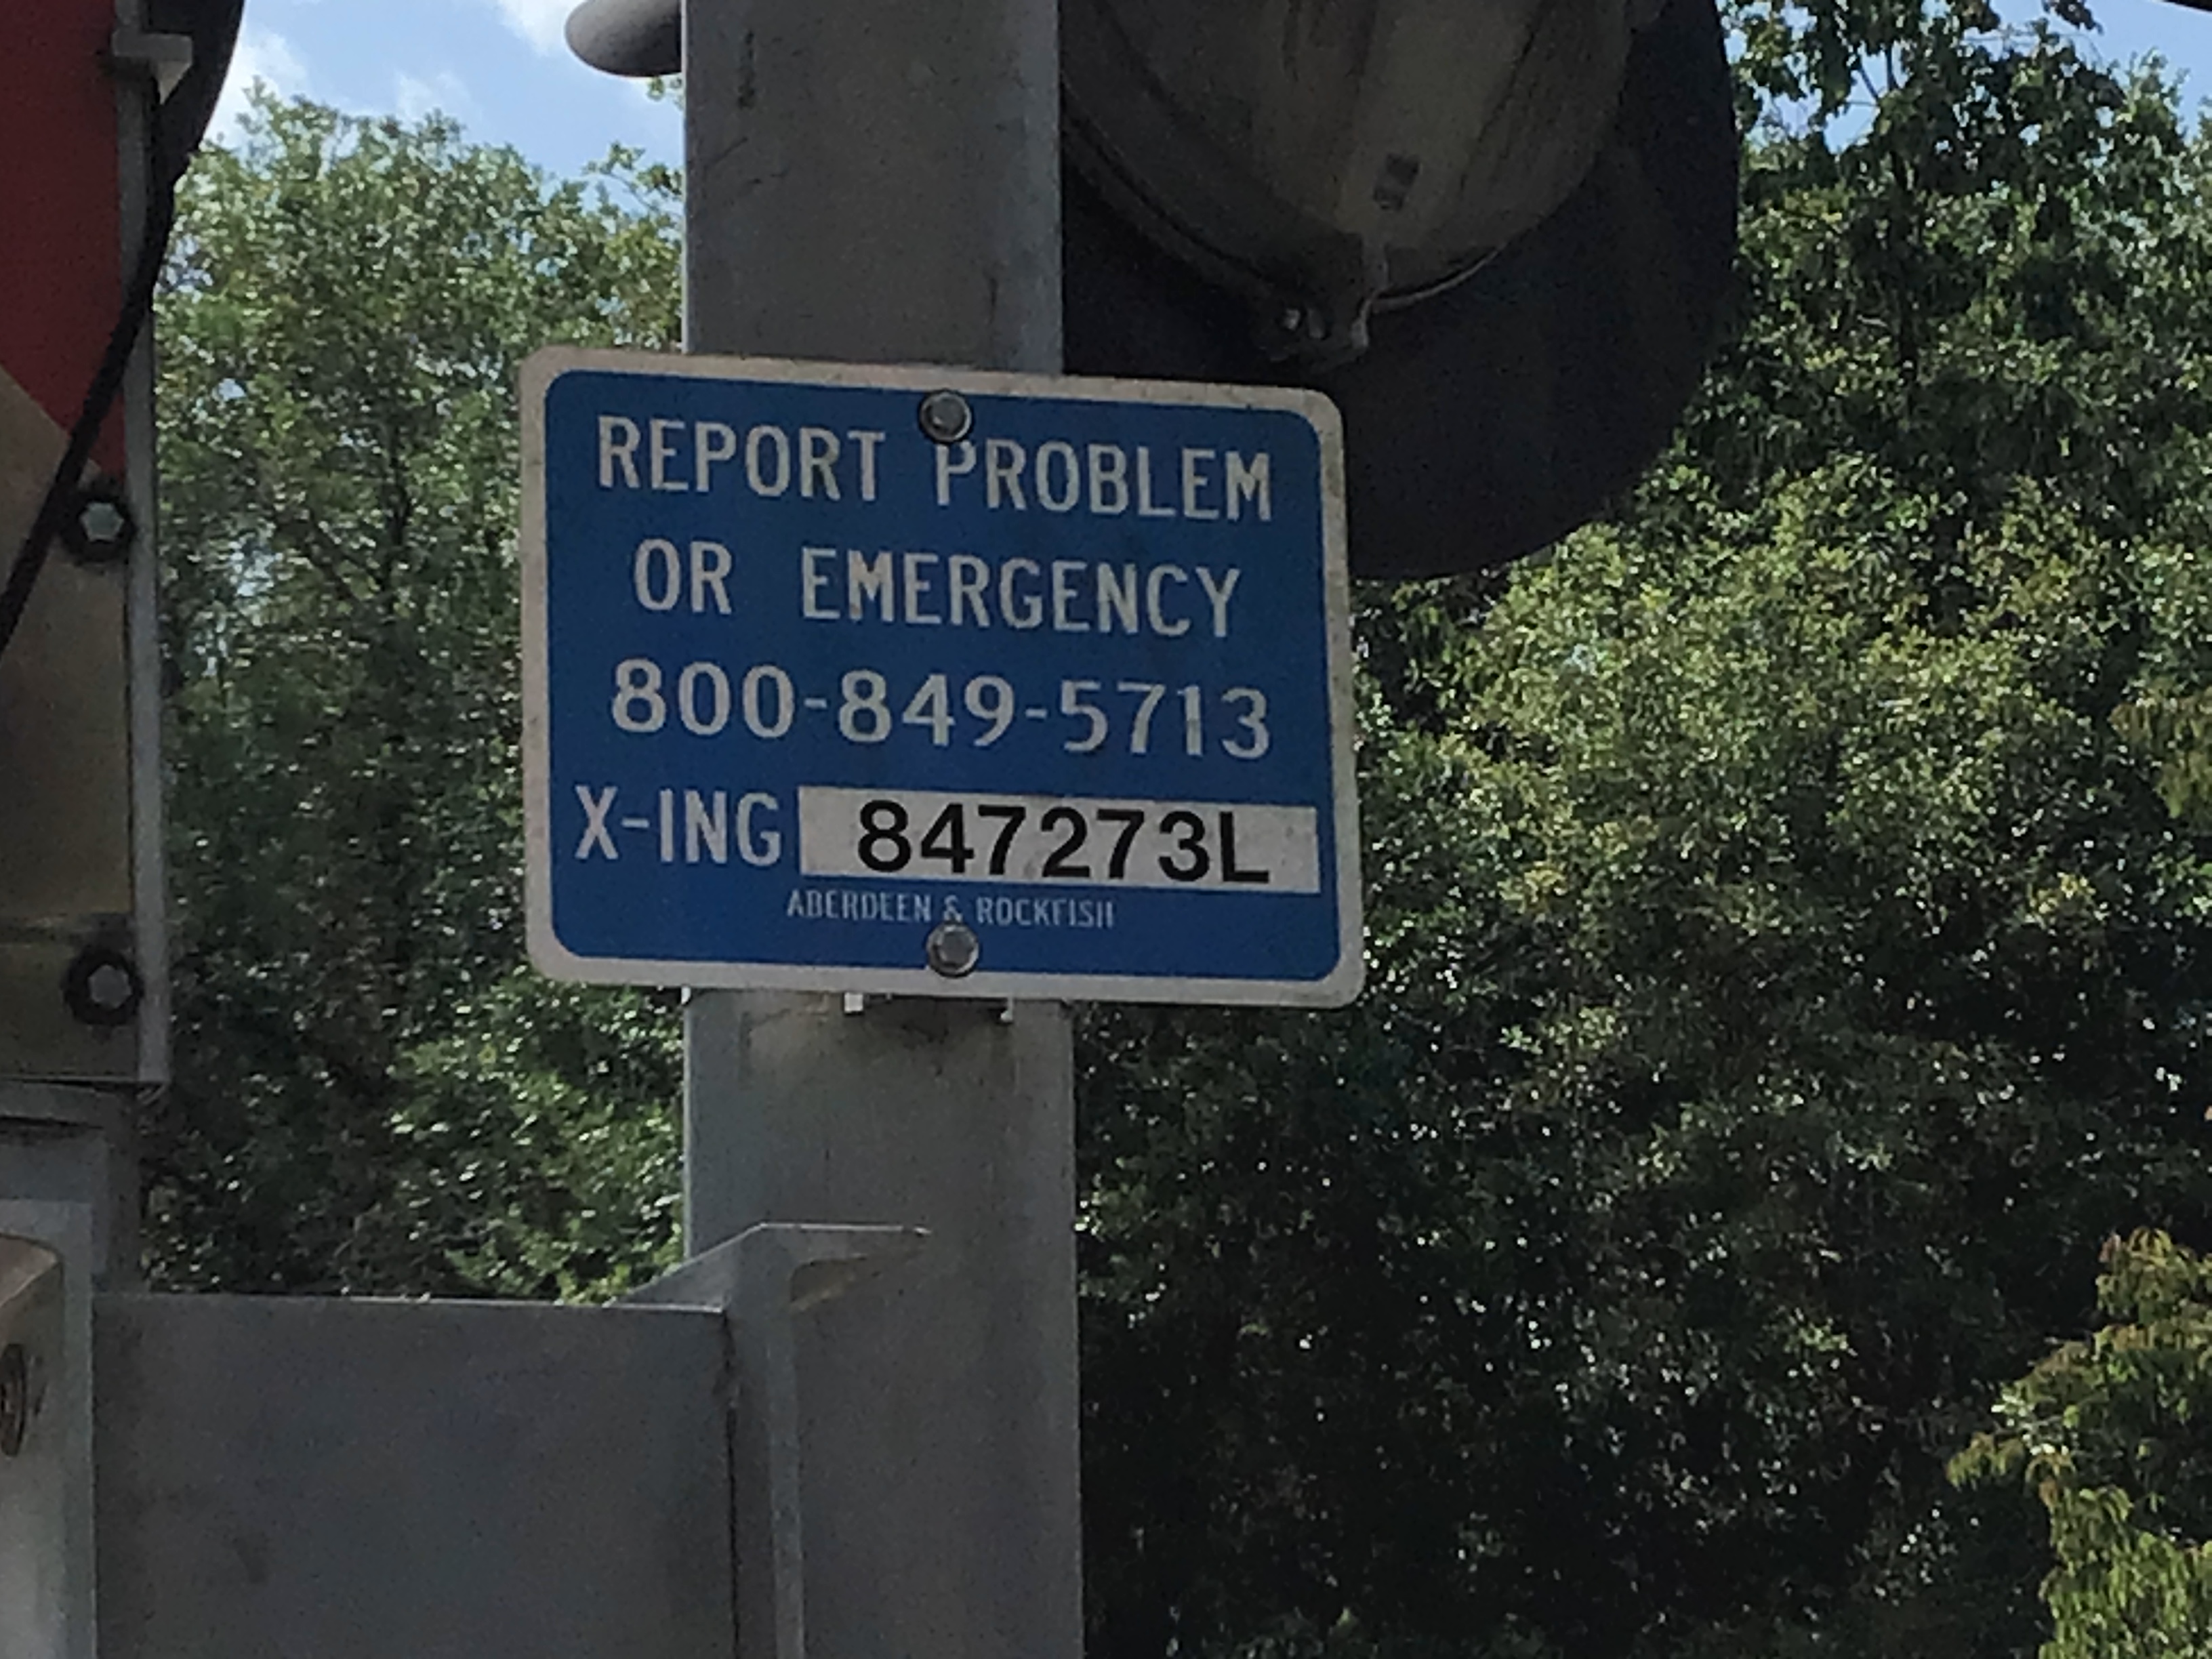 REPORT PROBLEM
OR EMERGENCY
800-849-5713
X-ING 847273L
ABERDEEN & ROCKFISH